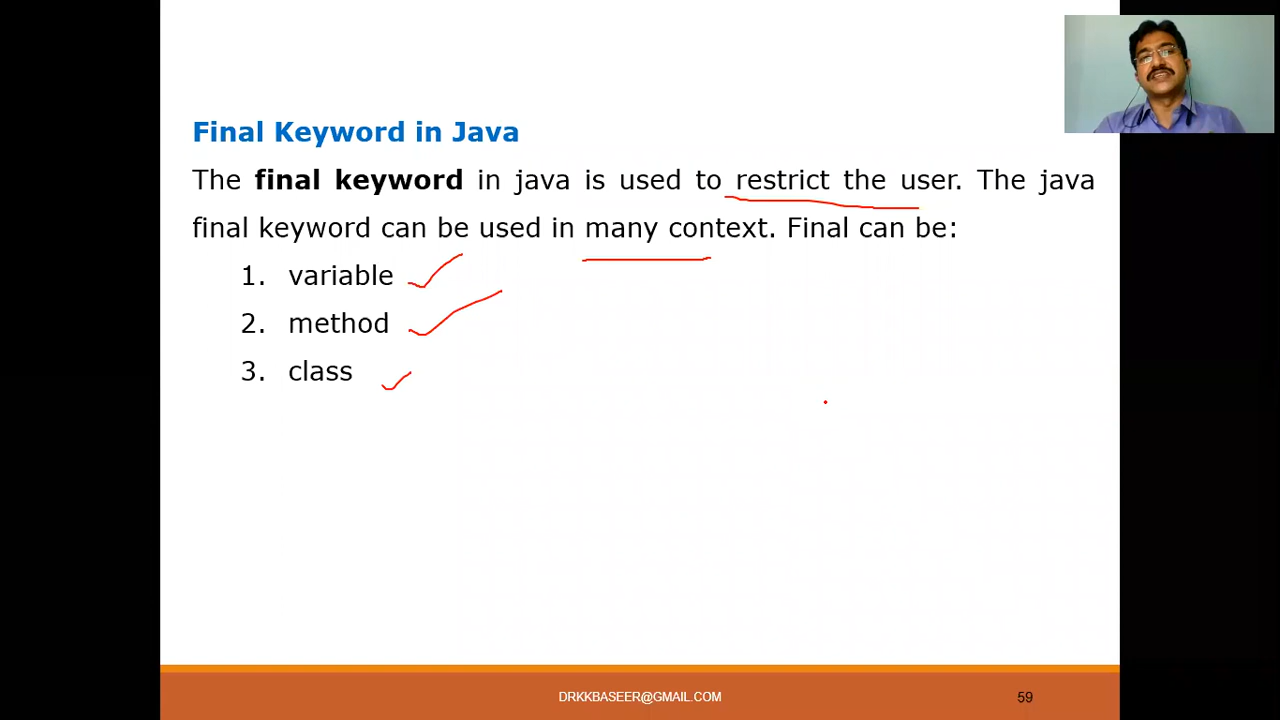 Final Keyword in Java
The final keyword in java is used to restrict the user. The java
final keyword can be used in many context. Final can be:
1. variable
2. method
3. class
DRKKBASEER@GMAIL.COM
59